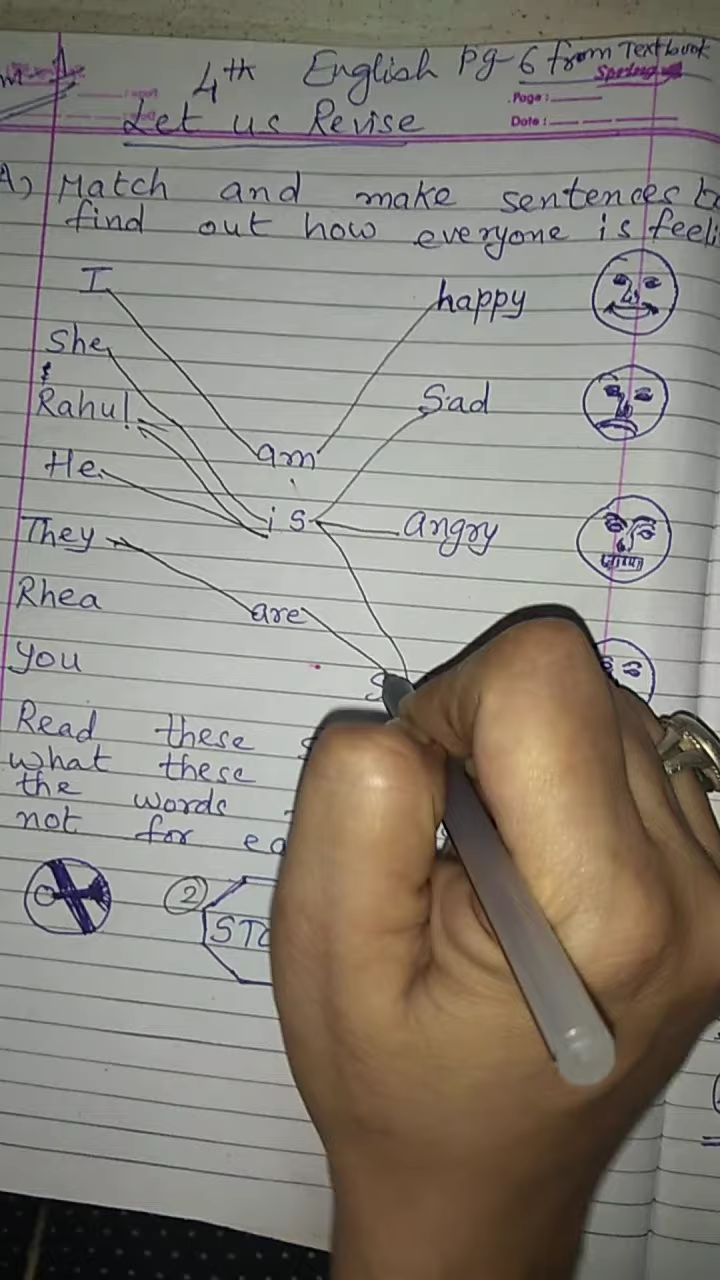 4th English Pg-6 from Textbook
Page:
Date:
Let us Revise
A) Match and make sentences
find out how everyone is feeli
I
happy
She
Sad
Rahul
am
He
is
angry
They
are
Rhea
You
Read these
what these
the words
not for ea
② STO